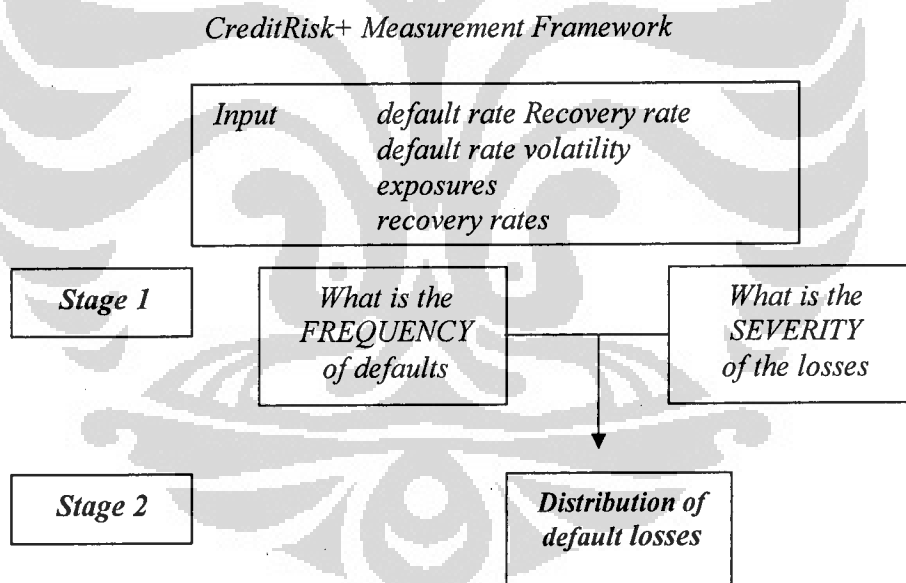 CreditRisk+ Measurement Framework
Input default rate Recovery rate
default rate volatility
exposures
recovery rates
Stage 1
What is the
FREQUENCY
of defaults
What is the
SEVERITY
of the losses
Stage 2
Distribution of
default losses